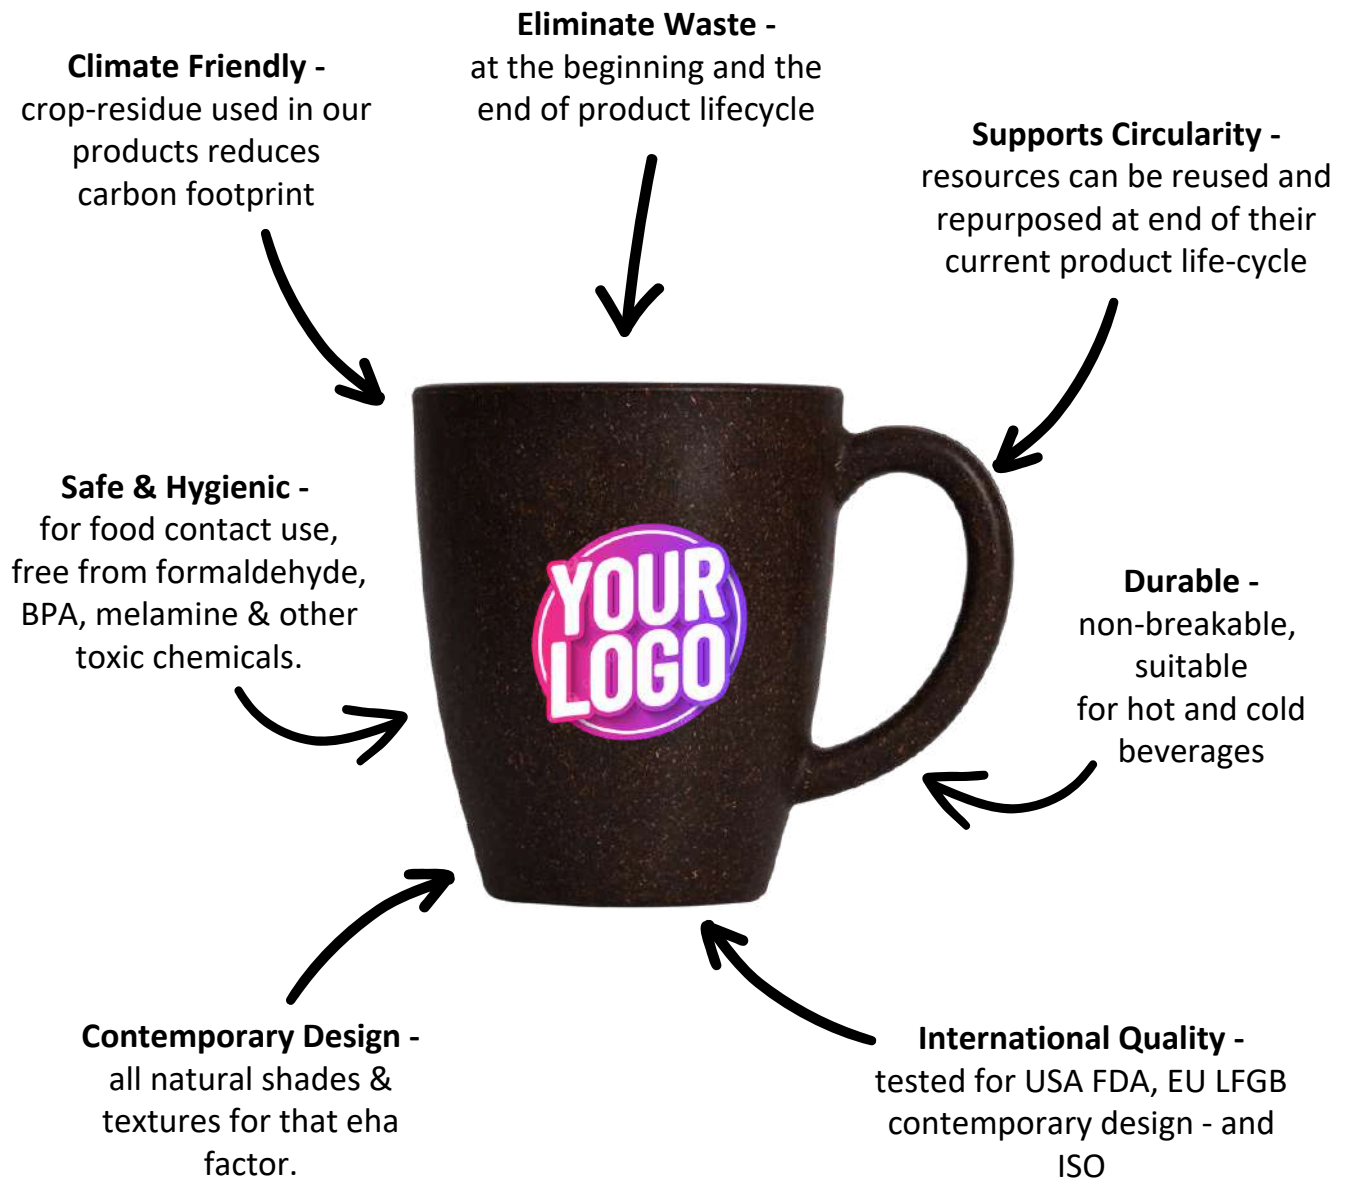 Eliminate Waste -
at the beginning and the
end of product lifecycle
Climate Friendly -
crop-residue used in our
products reduces
carbon footprint
Supports Circularity -
resources can be reused and
repurposed at end of their
current product life-cycle
Safe & Hygienic -
for food contact use,
free from formaldehyde,
BPA, melamine & other
toxic chemicals.
YOUR
LOGO
Durable -
non-breakable,
suitable
for hot and cold
beverages
Contemporary Design -
all natural shades &
textures for that eha
factor.
International Quality -
tested for USA FDA, EU LFGB
contemporary design - and
ISO